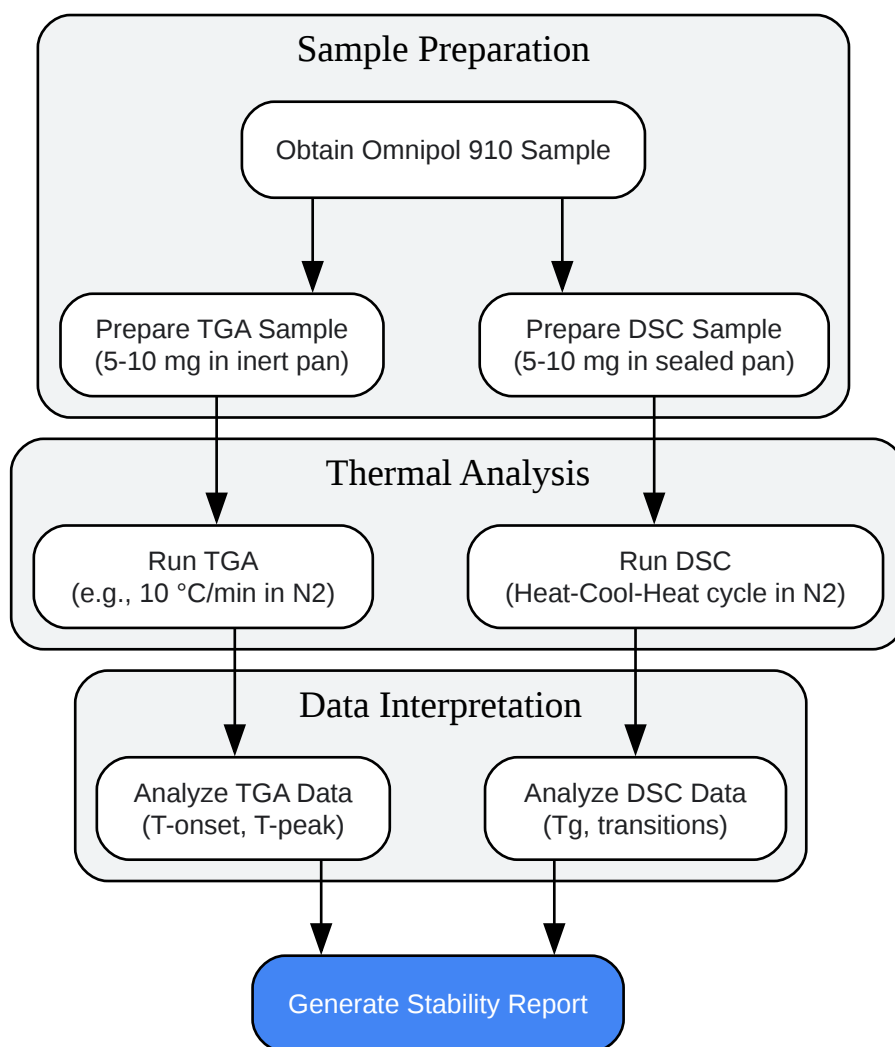 Sample Preparation
Obtain Omnipol 910 Sample
Prepare TGA Sample
(5-10 mg in inert pan)
Prepare DSC Sample
(5-10 mg in sealed pan)
Thermal Analysis
Run TGA
(e.g., 10 °C/min in N2)
Run DSC
(Heat-Cool-Heat cycle in N2)
Data Interpretation
Analyze TGA Data
(T-onset, T-peak)
Analyze DSC Data
(Tg, transitions)
Generate Stability Report